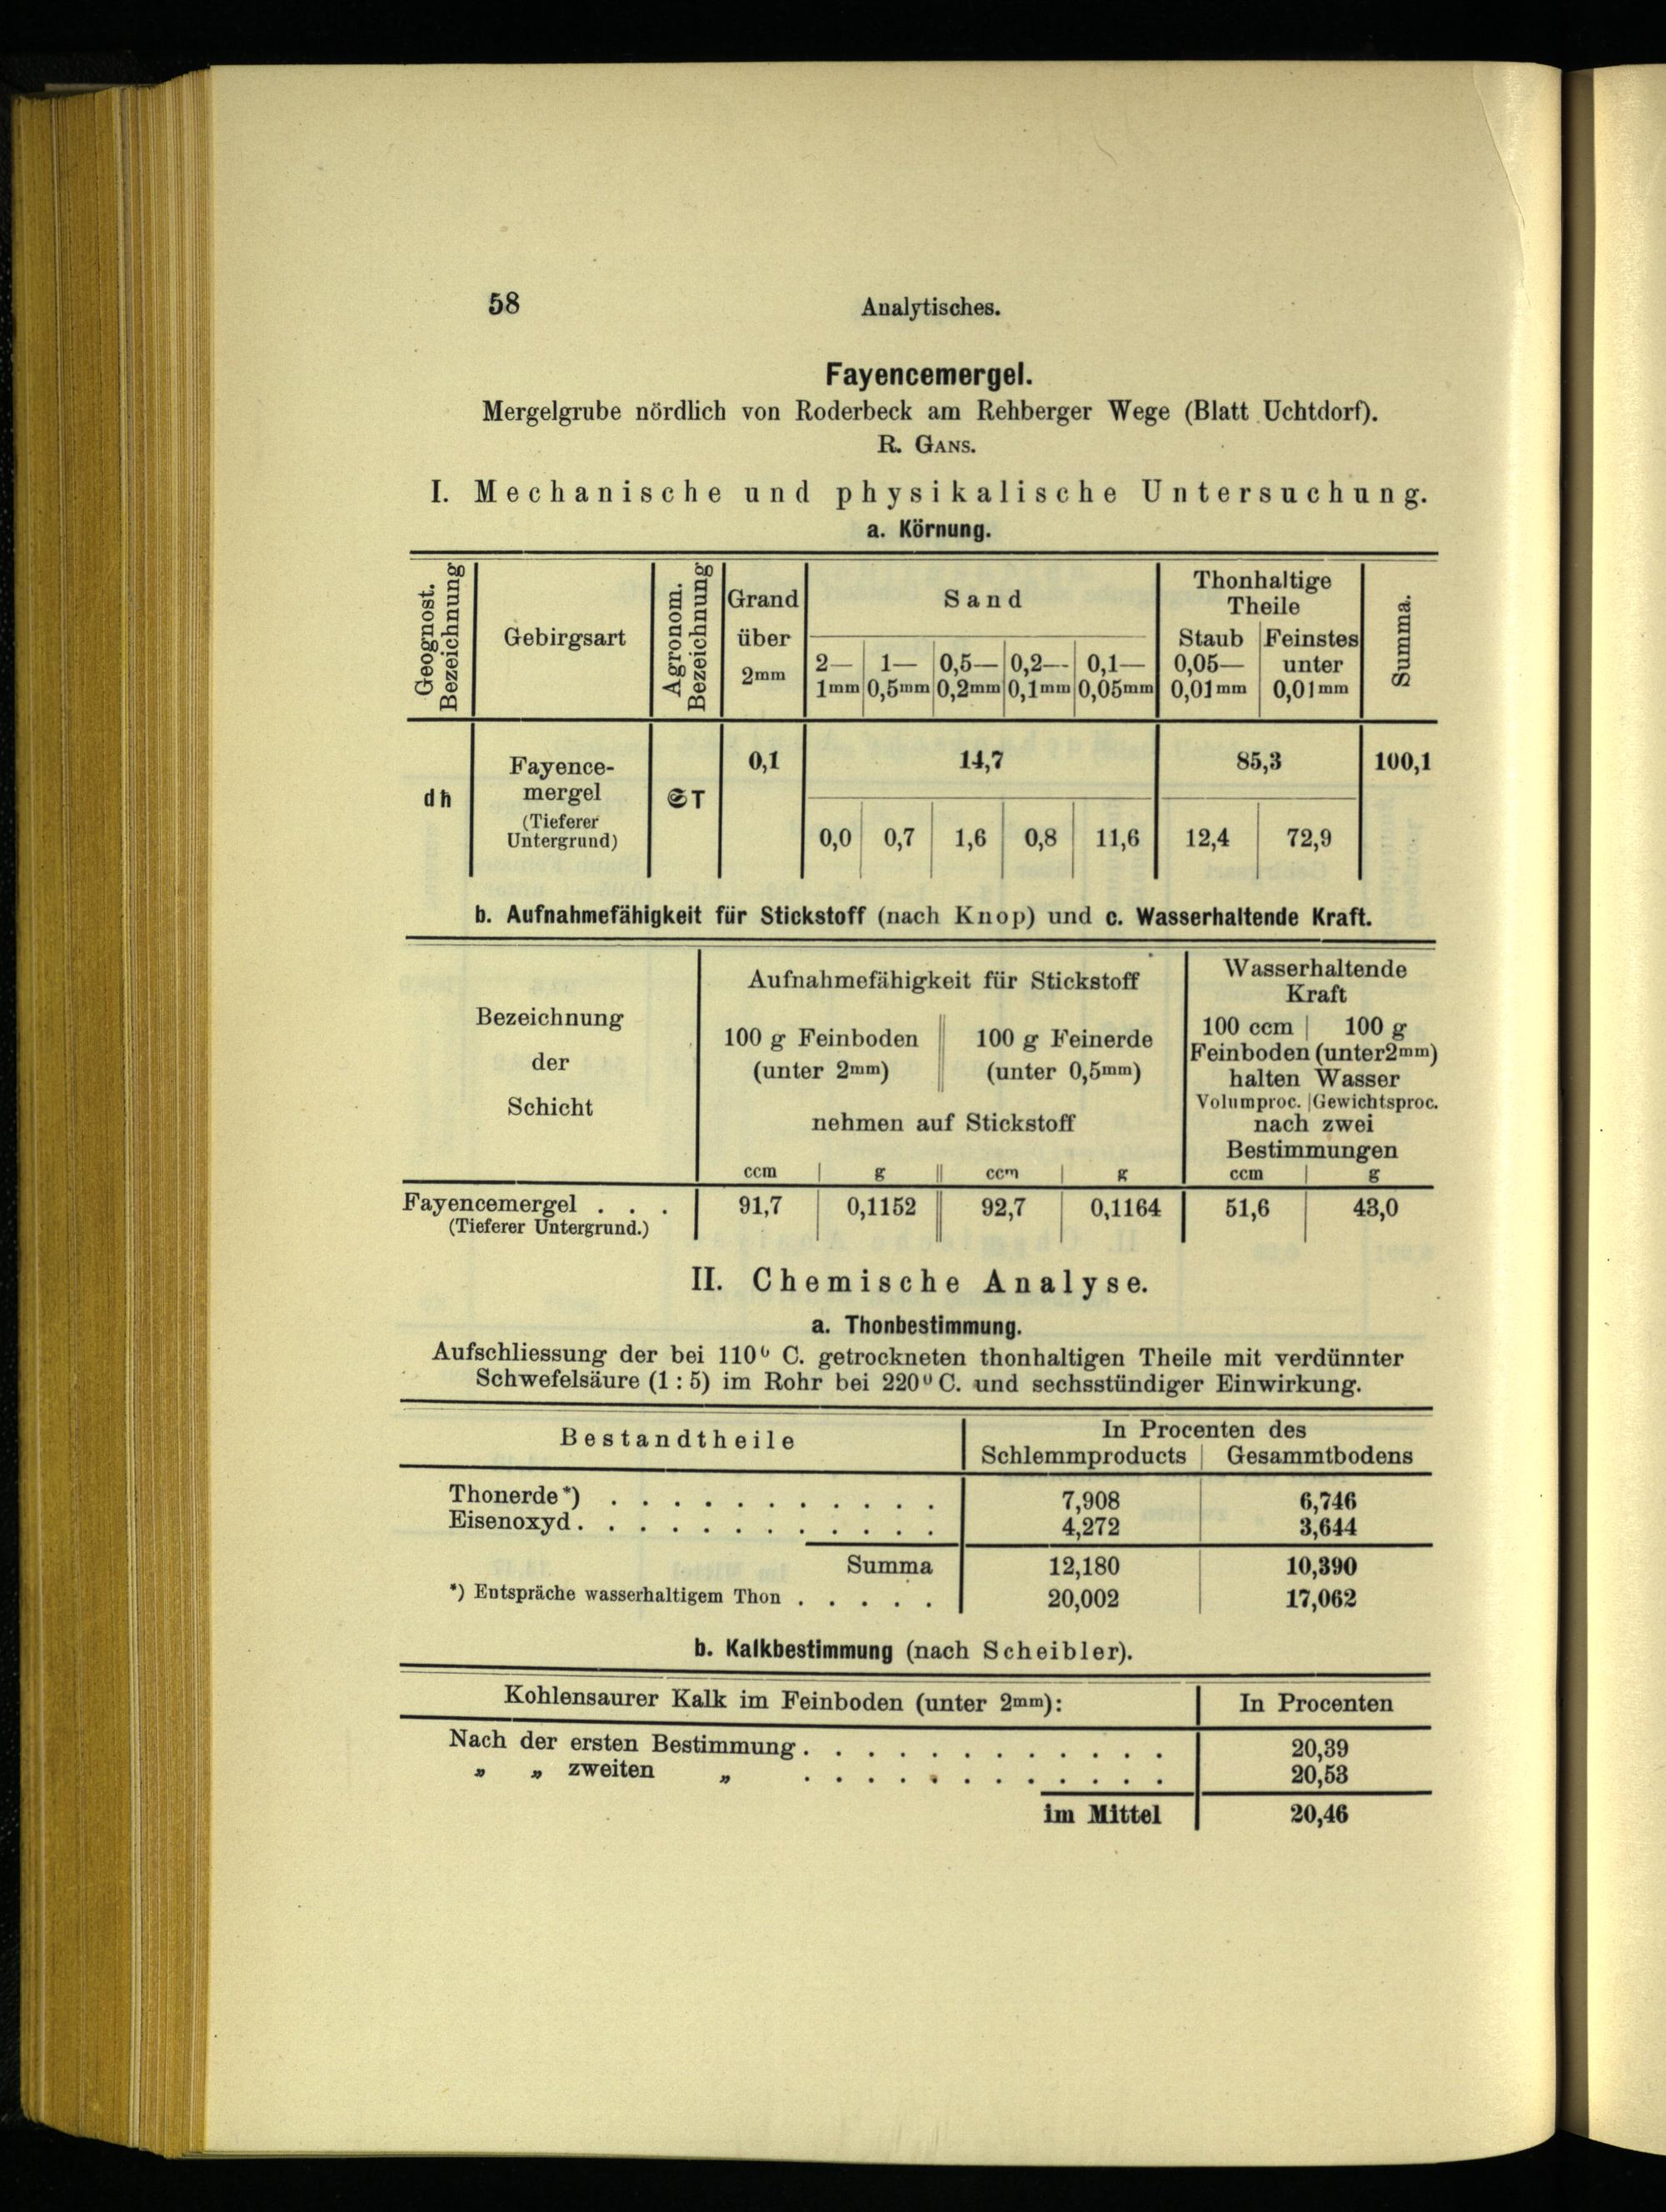 58
Analytisches.
Fayencemergel.
Mergelgrube nördlich von Roderbeck am Rehberger Wege (Blatt Uchtdorf).
R. GANS.
I. Mechanische und physikalische Untersuchung.
a. Körnung.
Geognost. Bezeichnung
Gebirgsart
Agronom. Bezeichnung
Grand
über
2mm
Sand
2— 1— 0,5— 0,2— 0,1—
1mm 0,5mm 0,2mm 0,1mm 0,05mm
Thonhaltige
Theile
Staub Feinstes
0,05— unter
0,01mm 0,01mm
Summa.
dh
Fayence-
mergel
(Tieferer
Untergrund)
ST
0,1 14,7 85,3 100,1
0,0 0,7 1,6 0,8 11,6 12,4 72,9
b. Aufnahmefähigkeit für Stickstoff (nach Knop) und c. Wasserhaltende Kraft.
Bezeichnung
der
Schicht
Aufnahmefähigkeit für Stickstoff
100 g Feinboden 100 g Feinerde
(unter 2mm) (unter 0,5mm)
nehmen auf Stickstoff
ccm g ccm g
Wasserhaltende
Kraft
100 ccm 100 g
Feinboden (unter 2mm)
halten Wasser
Volumproc. Gewichtsproc.
nach zwei
Bestimmungen
ccm g
Fayencemergel . . . 91,7 0,1152 92,7 0,1164 51,6 43,0
(Tieferer Untergrund.)
II. Chemische Analyse.
a. Thonbestimmung.
Aufschliessung der bei 110° C. getrockneten thonhaltigen Theile mit verdünnter
Schwefelsäure (1 : 5) im Rohr bei 220° C. und sechsstündiger Einwirkung.
Bestandtheile
In Procenten des
Schlemmproducts Gesammtbodens
Thonerde*) . . . . . . . . . . . 7,908 6,746
Eisenoxyd . . . . . . . . . . . . 4,272 3,644
Summa 12,180 10,390
*) Entspräche wasserhaltigem Thon . . . . . 20,002 17,062
b. Kalkbestimmung (nach Scheibler).
Kohlensaurer Kalk im Feinboden (unter 2mm): In Procenten
Nach der ersten Bestimmung . . . . . . . . . . . . 20,39
„ „ zweiten „ . . . . . . . . . . . . 20,53
im Mittel 20,46